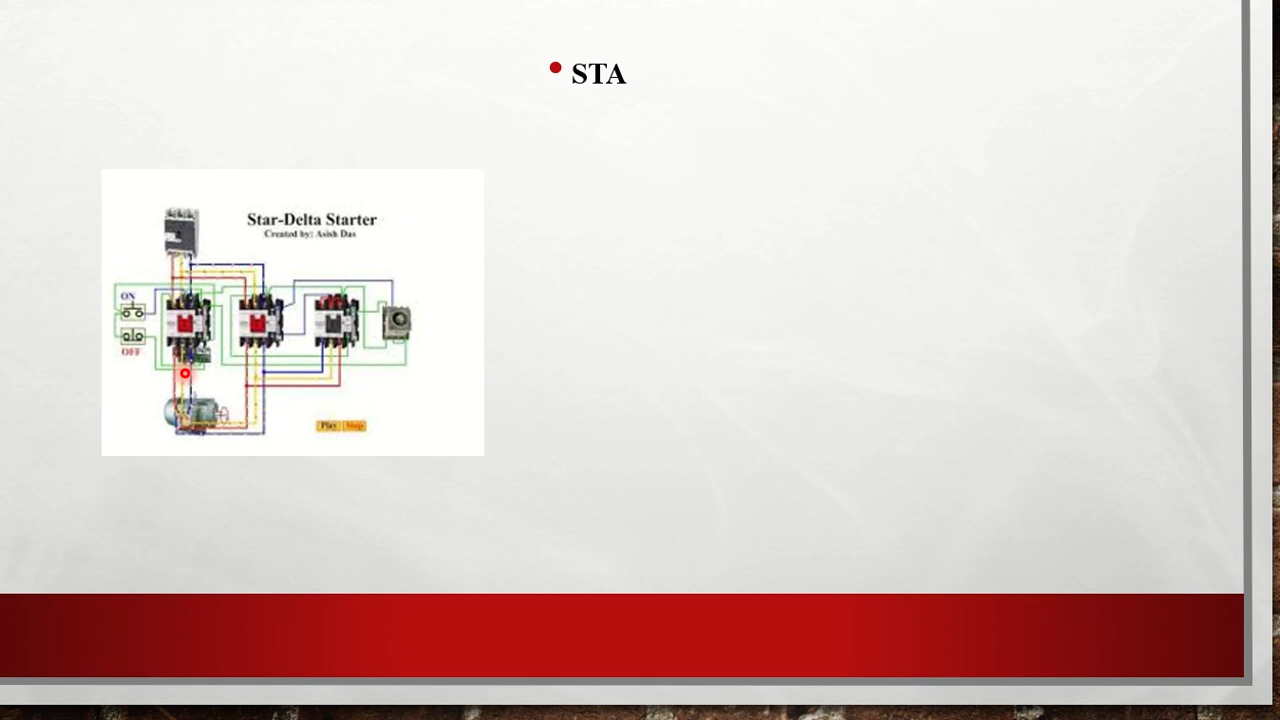 • STA
Star-Delta Starter
Created by: Asish Das
ON
OFF
Play Stop